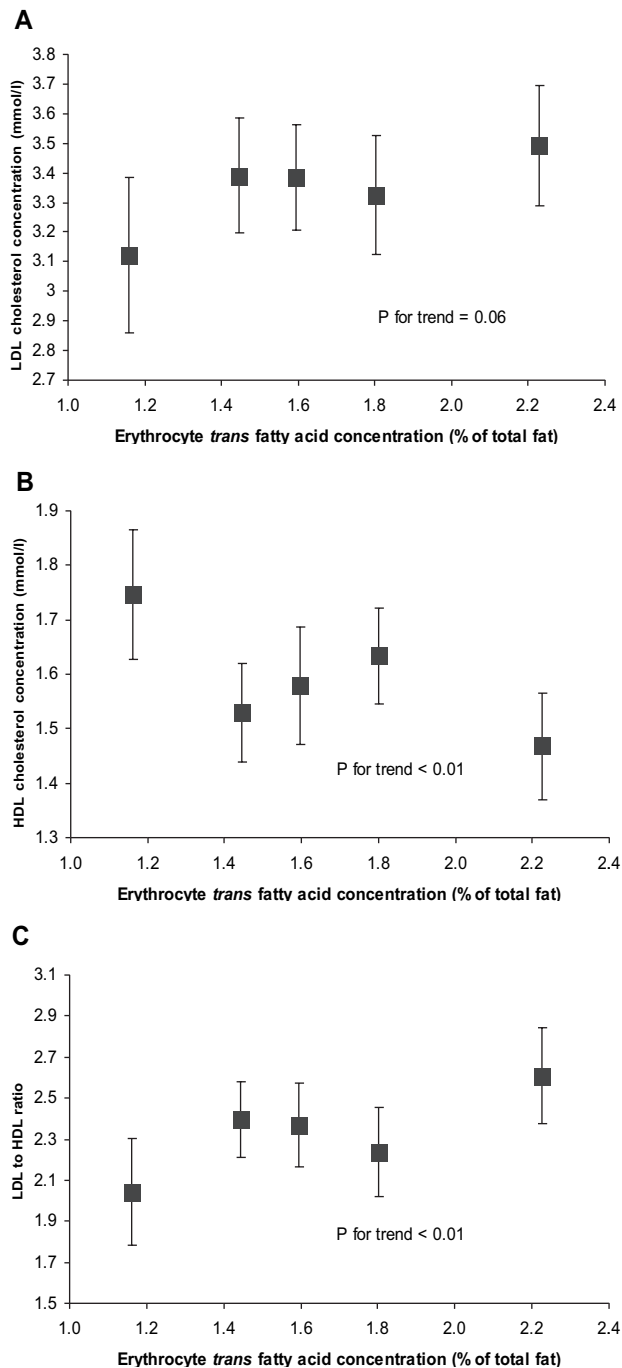 A
LDL cholesterol concentration (mmol/l)
3.8
3.7
3.6
3.5
3.4
3.3
3.2
3.1
3
2.9
2.8
2.7
P for trend = 0.06
1.0 1.2 1.4 1.6 1.8 2.0 2.2 2.4
Erythrocyte trans fatty acid concentration (% of total fat)
B
HDL cholesterol concentration (mmol/l)
1.9
1.8
1.7
1.6
1.5
1.4
1.3
P for trend < 0.01
1.0 1.2 1.4 1.6 1.8 2.0 2.2 2.4
Erythrocyte trans fatty acid concentration (% of total fat)
C
LDL to HDL ratio
3.1
2.9
2.7
2.5
2.3
2.1
1.9
1.7
1.5
P for trend < 0.01
1.0 1.2 1.4 1.6 1.8 2.0 2.2 2.4
Erythrocyte trans fatty acid concentration (% of total fat)